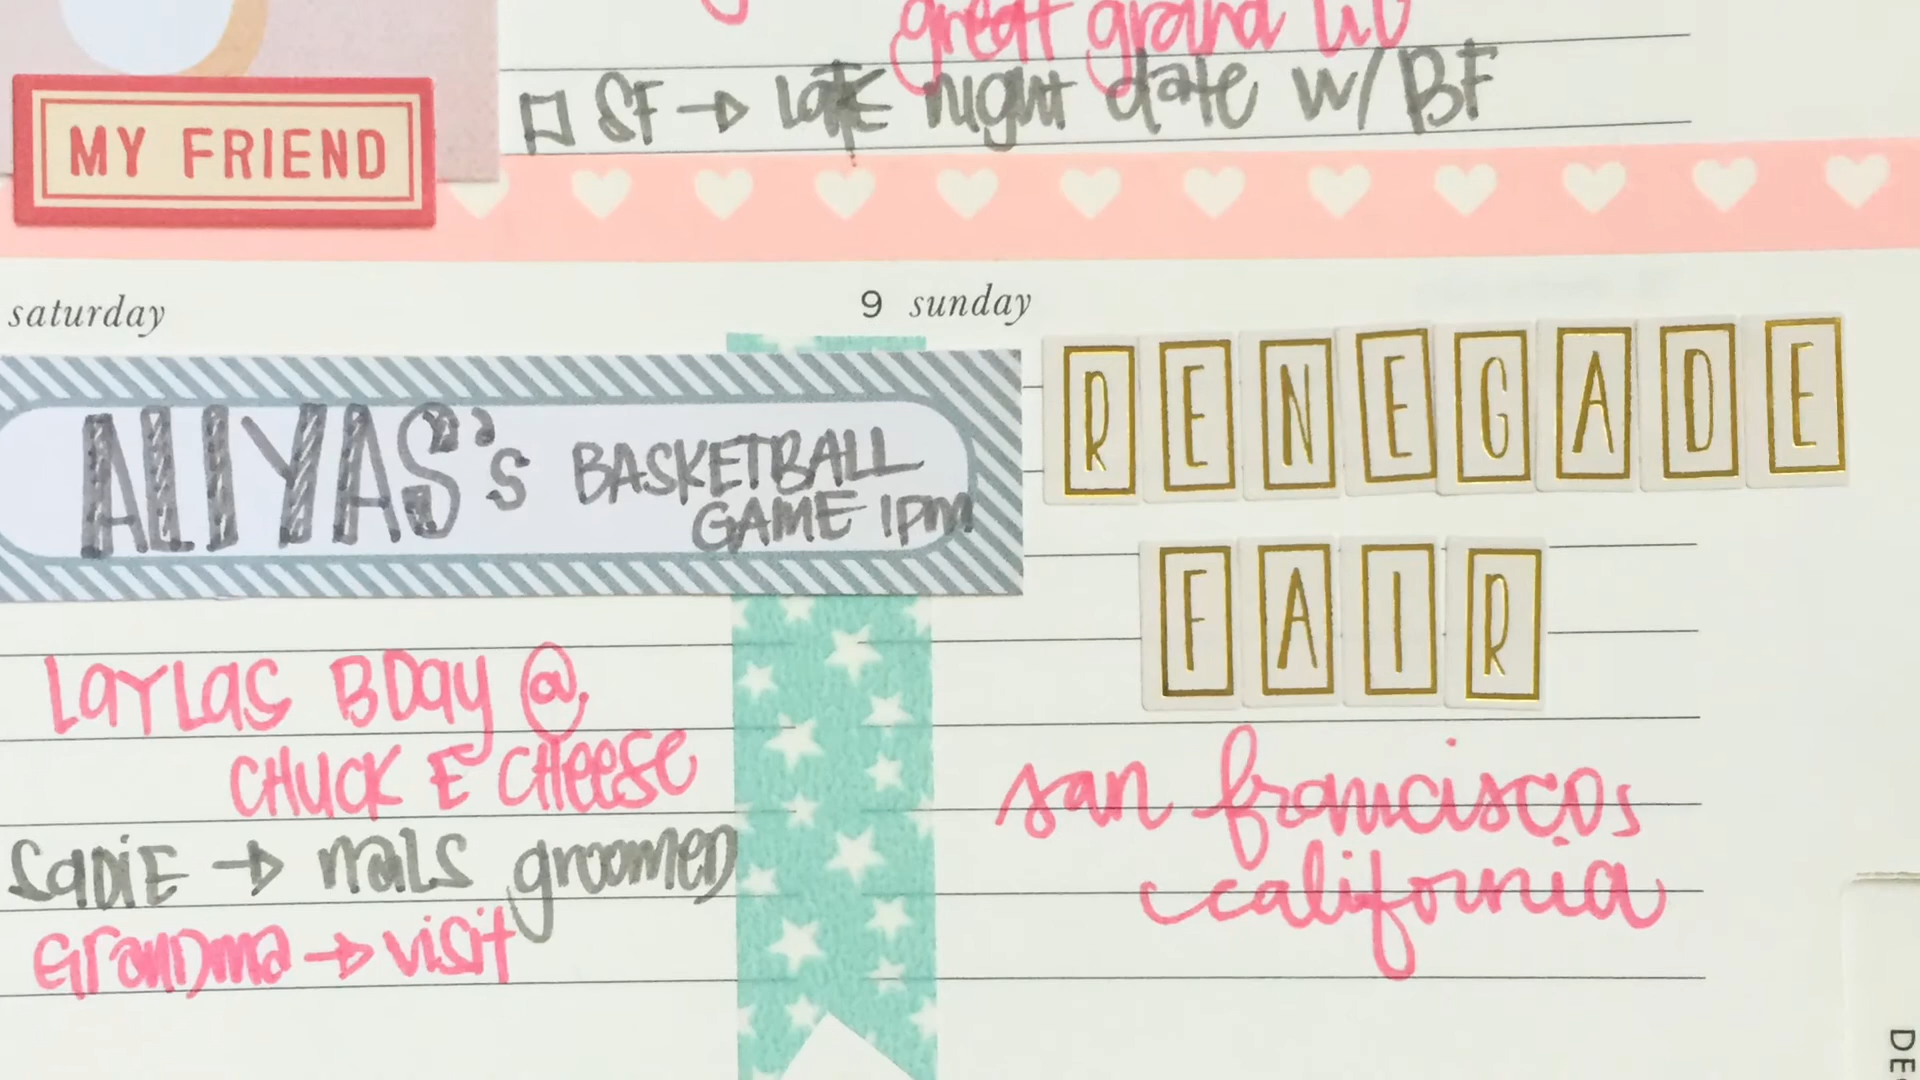 great grand
MY FRIEND
SF → late night date w/ BF
saturday
9 sunday
ALIYAS's BASKETBALL
GAME 1pm
RENEGADE
FAIR
LAYLAS BDAY @
CHUCK E CHEESE
SADIE → nails groomed
GRANDMA → visit
san franciscos
california